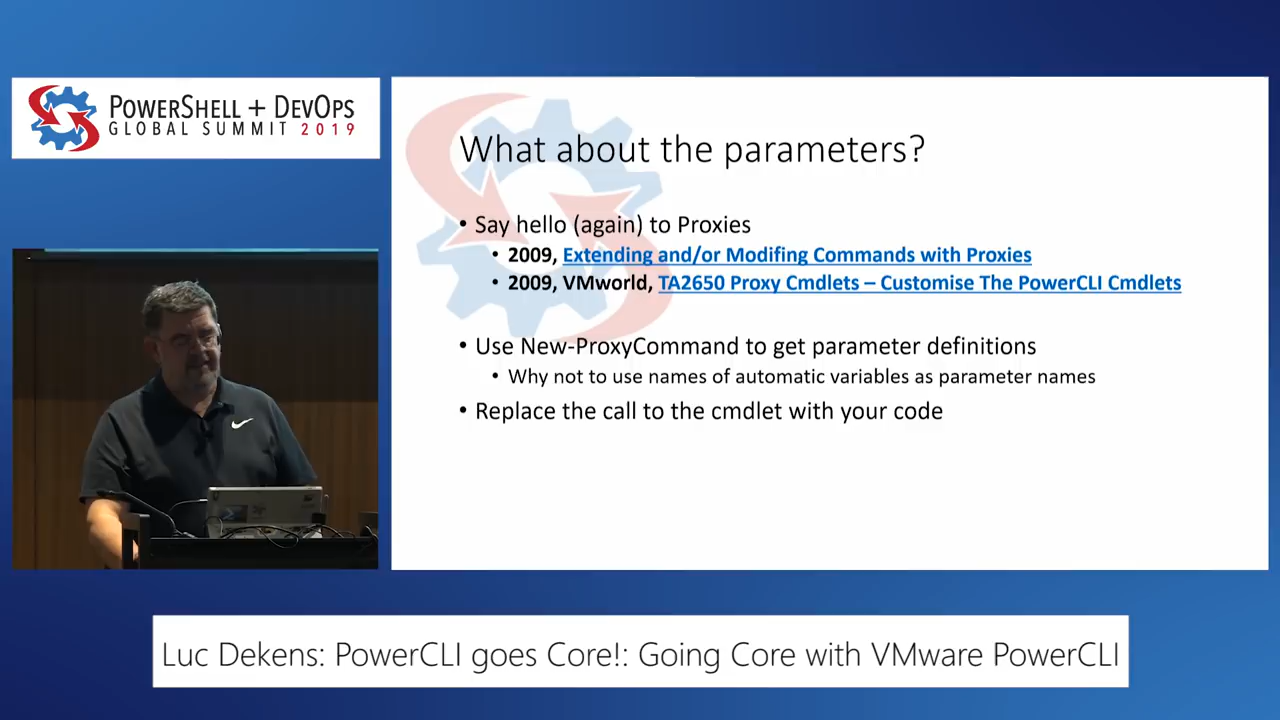 POWERSHELL + DEVOPS
GLOBAL SUMMIT 2019
What about the parameters?
• Say hello (again) to Proxies
• 2009, Extending and/or Modifing Commands with Proxies
• 2009, VMworld, TA2650 Proxy Cmdlets – Customise The PowerCLI Cmdlets
• Use New-ProxyCommand to get parameter definitions
• Why not to use names of automatic variables as parameter names
• Replace the call to the cmdlet with your code
Luc Dekens: PowerCLI goes Core!: Going Core with VMware PowerCLI